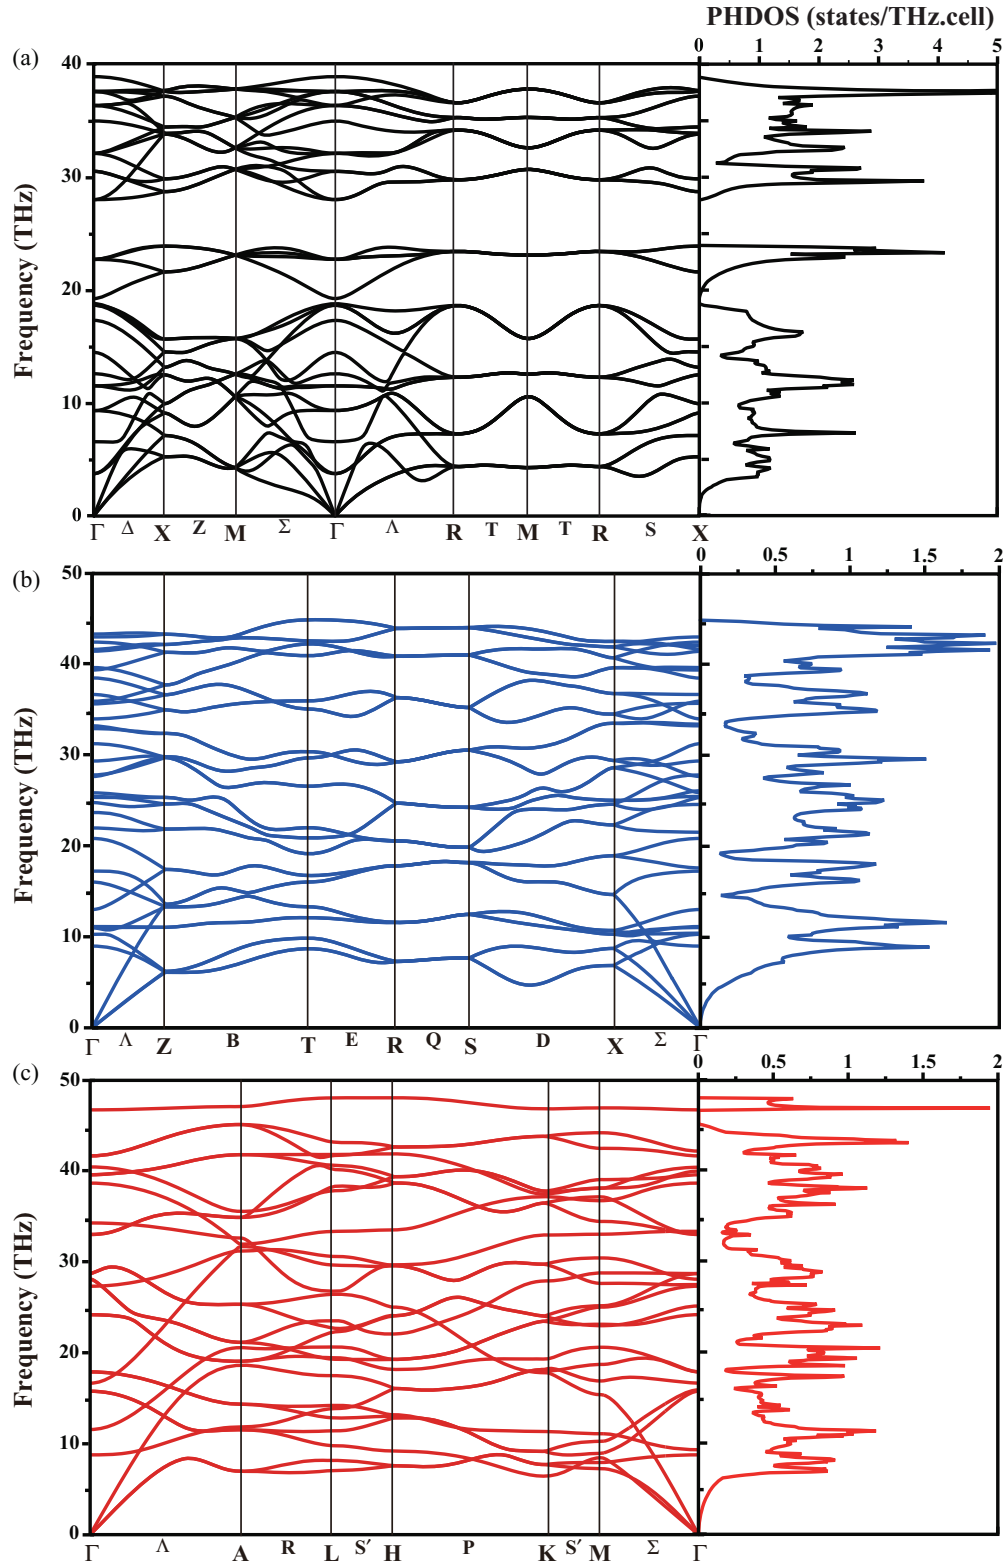 PHDOS (states/THz.cell)
0 1 2 3 4 5
(a)
40
30
20
10
0
Frequency (THz)
Γ Δ X Z M Σ Γ Λ R T M T R S X
0 0.5 1 1.5 2
(b)
50
40
30
20
10
0
Frequency (THz)
Γ Λ Z B T E R Q S D X Σ Γ
0 0.5 1 1.5 2
(c)
50
40
30
20
10
0
Frequency (THz)
Γ Λ A R L S′ H P K S′ M Σ Γ